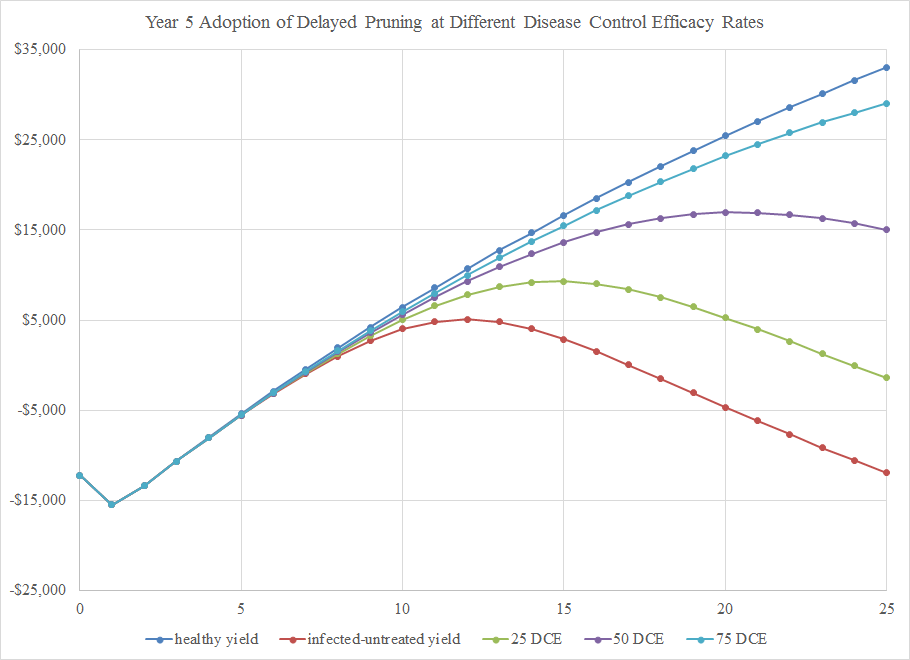 Year 5 Adoption of Delayed Pruning at Different Disease Control Efficacy Rates
$35,000
$25,000
$15,000
$5,000
-$5,000
-$15,000
-$25,000
0 5 10 15 20 25
healthy yield infected-untreated yield 25 DCE 50 DCE 75 DCE